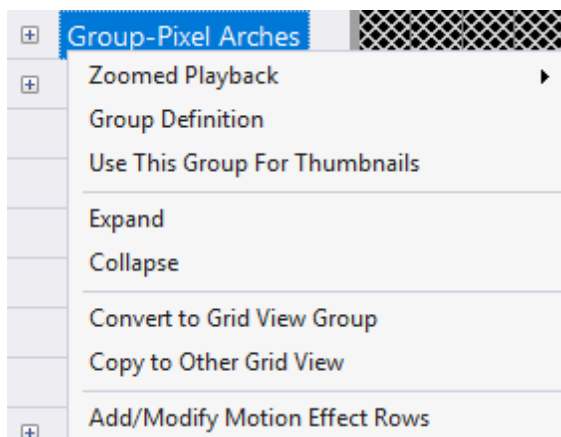 Group-Pixel Arches
Zoomed Playback
Group Definition
Use This Group For Thumbnails
Expand
Collapse
Convert to Grid View Group
Copy to Other Grid View
Add/Modify Motion Effect Rows